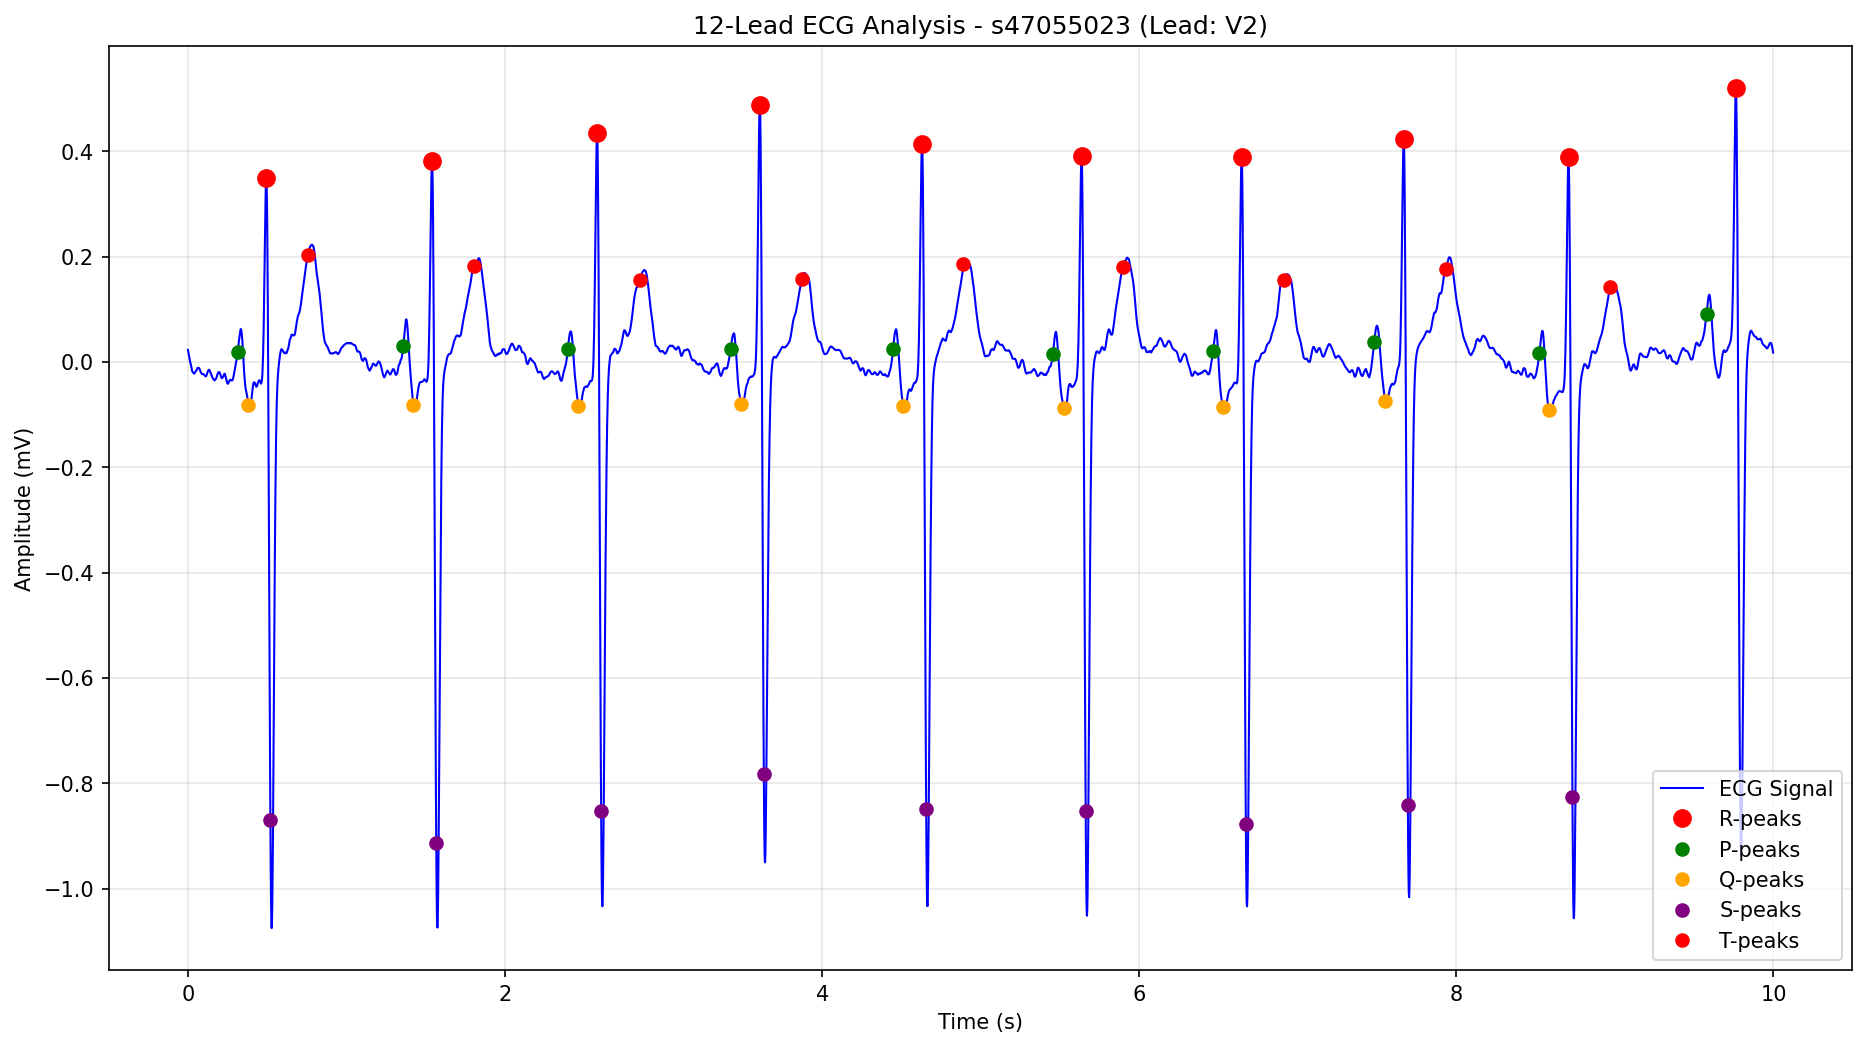 12-Lead ECG Analysis - s47055023 (Lead: V2)
Amplitude (mV)
0.4
0.2
0.0
−0.2
−0.4
−0.6
−0.8
−1.0
ECG Signal
R-peaks
P-peaks
Q-peaks
S-peaks
T-peaks
0 2 4 6 8 10
Time (s)